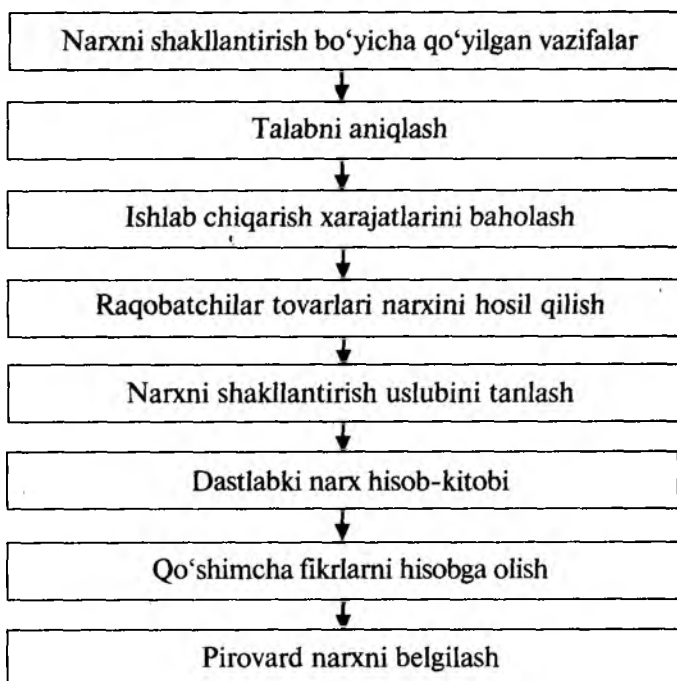 Narxni shakllantirish bo‘yicha qo‘yilgan vazifalar
Talabni aniqlash
Ishlab chiqarish xarajatlarini baholash
Raqobatchilar tovarlari narxini hosil qilish
Narxni shakllantirish uslubini tanlash
Dastlabki narx hisob-kitobi
Qo‘shimcha fikrlarni hisobga olish
Pirovard narxni belgilash